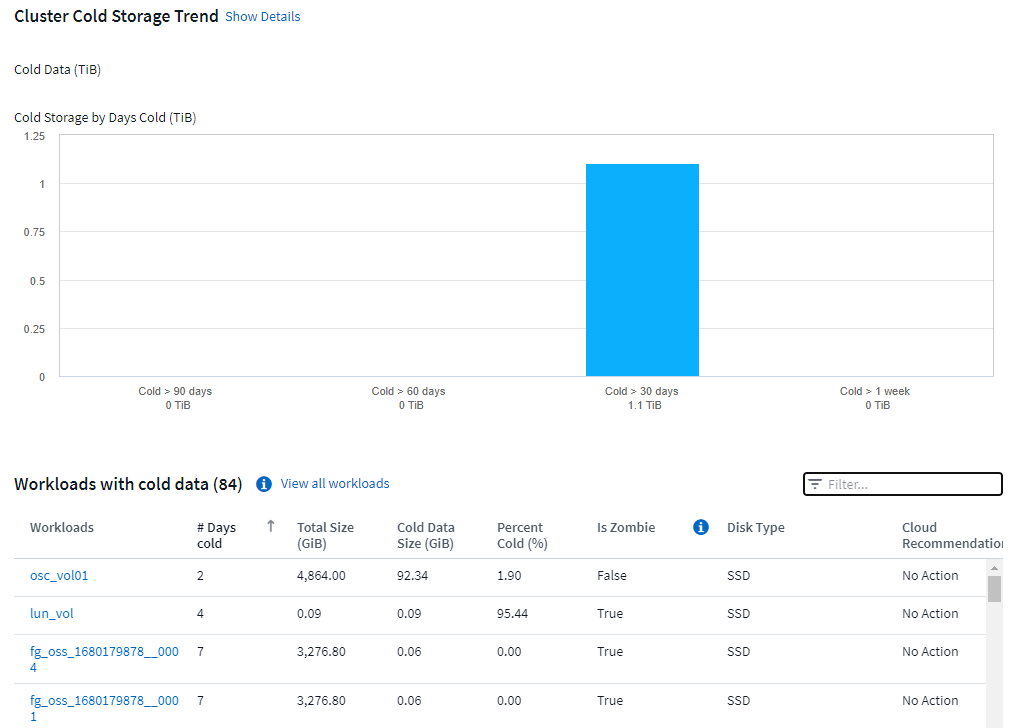 Cluster Cold Storage Trend Show Details
Cold Data (TiB)
Cold Storage by Days Cold (TiB)
1.25
1
0.75
0.5
0.25
0
Cold > 90 days
0 TiB
Cold > 60 days
0 TiB
Cold > 30 days
1.1 TiB
Cold > 1 week
0 TiB
Workloads with cold data (84) i View all workloads
Filter...
Workloads
# Days
cold
↑
Total Size
(GiB)
Cold Data
Size (GiB)
Percent
Cold (%)
Is Zombie
i
Disk Type
Cloud
Recommendation
osc_vol01 2 4,864.00 92.34 1.90 False SSD No Action
lun_vol 4 0.09 0.09 95.44 True SSD No Action
fg_oss_1680179878__000 7 3,276.80 0.06 0.00 True SSD No Action
4
fg_oss_1680179878__000 7 3,276.80 0.06 0.00 True SSD No Action
1